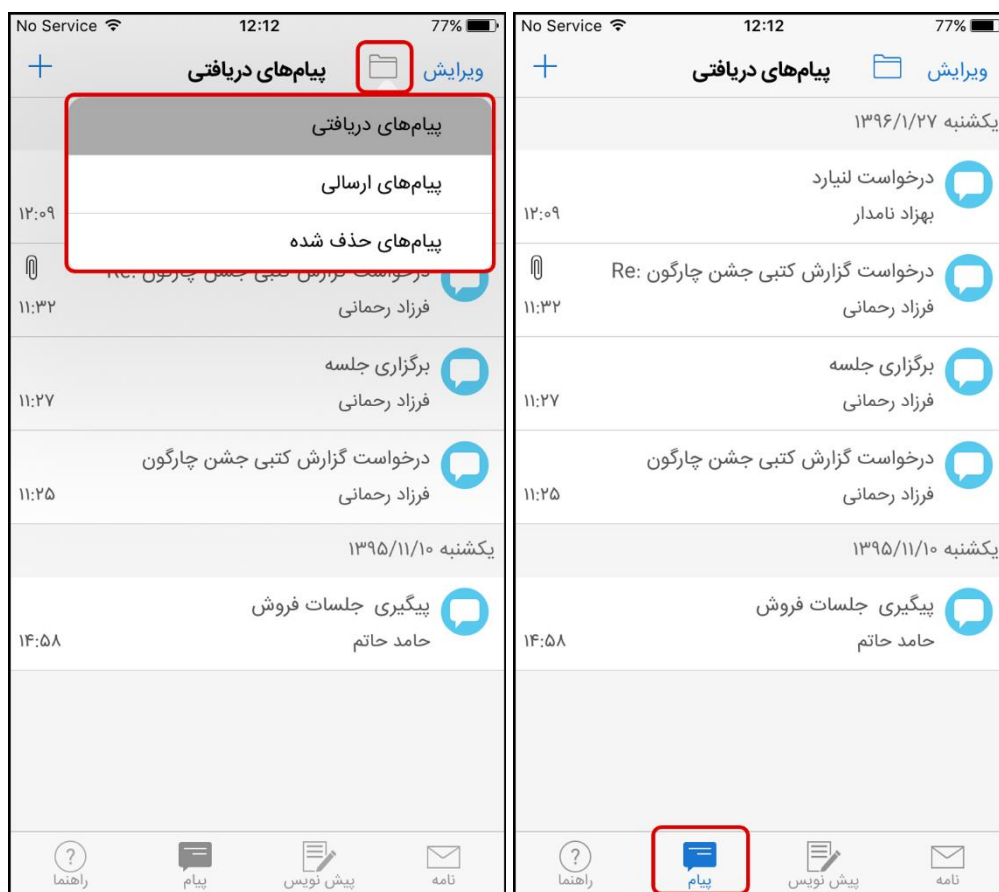 No Service 12:12 77%
ویرایش پیام‌های دریافتی +
پیام‌های دریافتی
پیام‌های ارسالی
پیام‌های حذف شده
۱۲:۰۹
درخواست گزارش کتبی جشن چارگون Re:
فرزاد رحمانی ۱۱:۳۲
برگزاری جلسه
فرزاد رحمانی ۱۱:۲۷
درخواست گزارش کتبی جشن چارگون
فرزاد رحمانی ۱۱:۲۵
یکشنبه ۱۳۹۵/۱۱/۱۰
پیگیری جلسات فروش
حامد حاتم ۱۴:۵۸
نامه پیش نویس پیام راهنما
No Service 12:12 77%
ویرایش پیام‌های دریافتی +
یکشنبه ۱۳۹۶/۱/۲۷
درخواست لنیارد
بهزاد نامدار ۱۲:۰۹
درخواست گزارش کتبی جشن چارگون Re:
فرزاد رحمانی ۱۱:۳۲
برگزاری جلسه
فرزاد رحمانی ۱۱:۲۷
درخواست گزارش کتبی جشن چارگون
فرزاد رحمانی ۱۱:۲۵
یکشنبه ۱۳۹۵/۱۱/۱۰
پیگیری جلسات فروش
حامد حاتم ۱۴:۵۸
نامه پیش نویس پیام راهنما